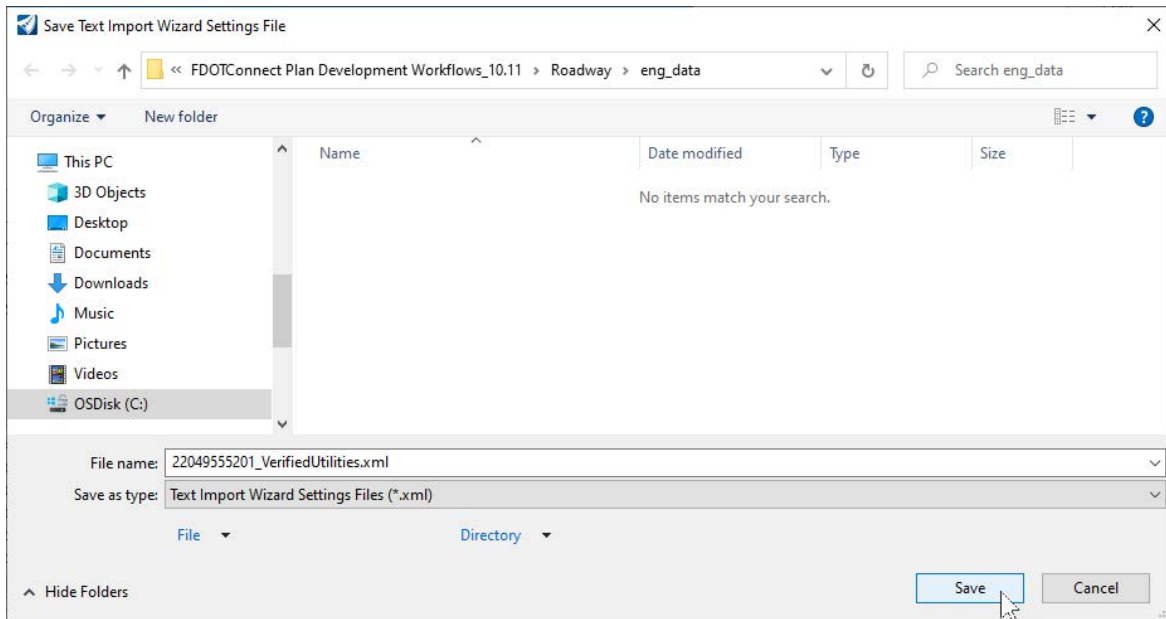 Save Text Import Wizard Settings File
« FDOTConnect Plan Development Workflows_10.11 › Roadway › eng_data
Search eng_data
Organize New folder
?
This PC
3D Objects
Desktop
Documents
Downloads
Music
Pictures
Videos
OSDisk (C:)
Name Date modified Type Size
No items match your search.
File name: 22049555201_VerifiedUtilities.xml
Save as type: Text Import Wizard Settings Files (*.xml)
File Directory
Hide Folders
Save Cancel